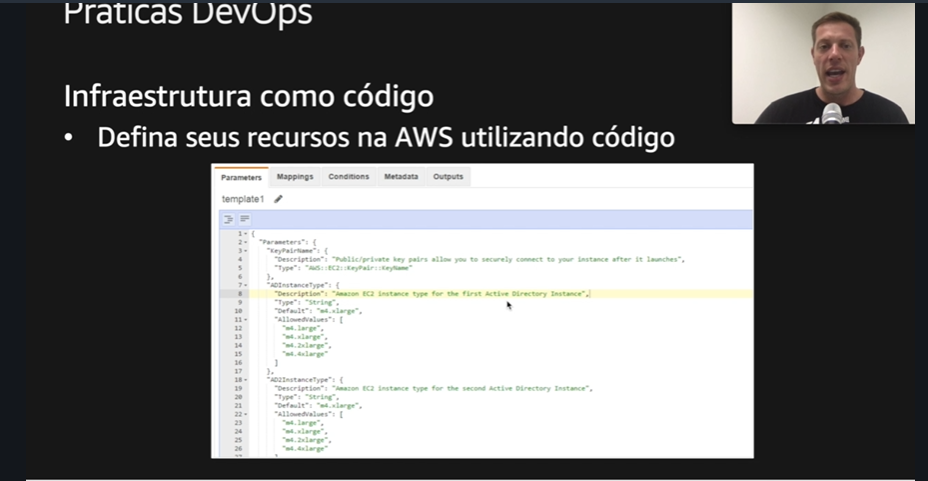 Práticas DevOps
Infraestrutura como código
• Defina seus recursos na AWS utilizando código
Parameters Mappings Conditions Metadata Outputs
template1
1 {
2 "Parameters": {
3 "KeyPairName": {
4 "Description": "Public/private key pairs allow you to securely connect to your instance after it launches",
5 "Type": "AWS::EC2::KeyPair::KeyName"
6 },
7 "ADInstanceType": {
8 "Description": "Amazon EC2 instance type for the first Active Directory Instance",
9 "Type": "String",
10 "Default": "m4.xlarge",
11 "AllowedValues": [
12 "m4.large",
13 "m4.xlarge",
14 "m4.2xlarge",
15 "m4.4xlarge"
16 ]
17 },
18 "AD2InstanceType": {
19 "Description": "Amazon EC2 instance type for the second Active Directory Instance",
20 "Type": "String",
21 "Default": "m4.xlarge",
22 "AllowedValues": [
23 "m4.large",
24 "m4.xlarge",
25 "m4.2xlarge",
26 "m4.4xlarge"